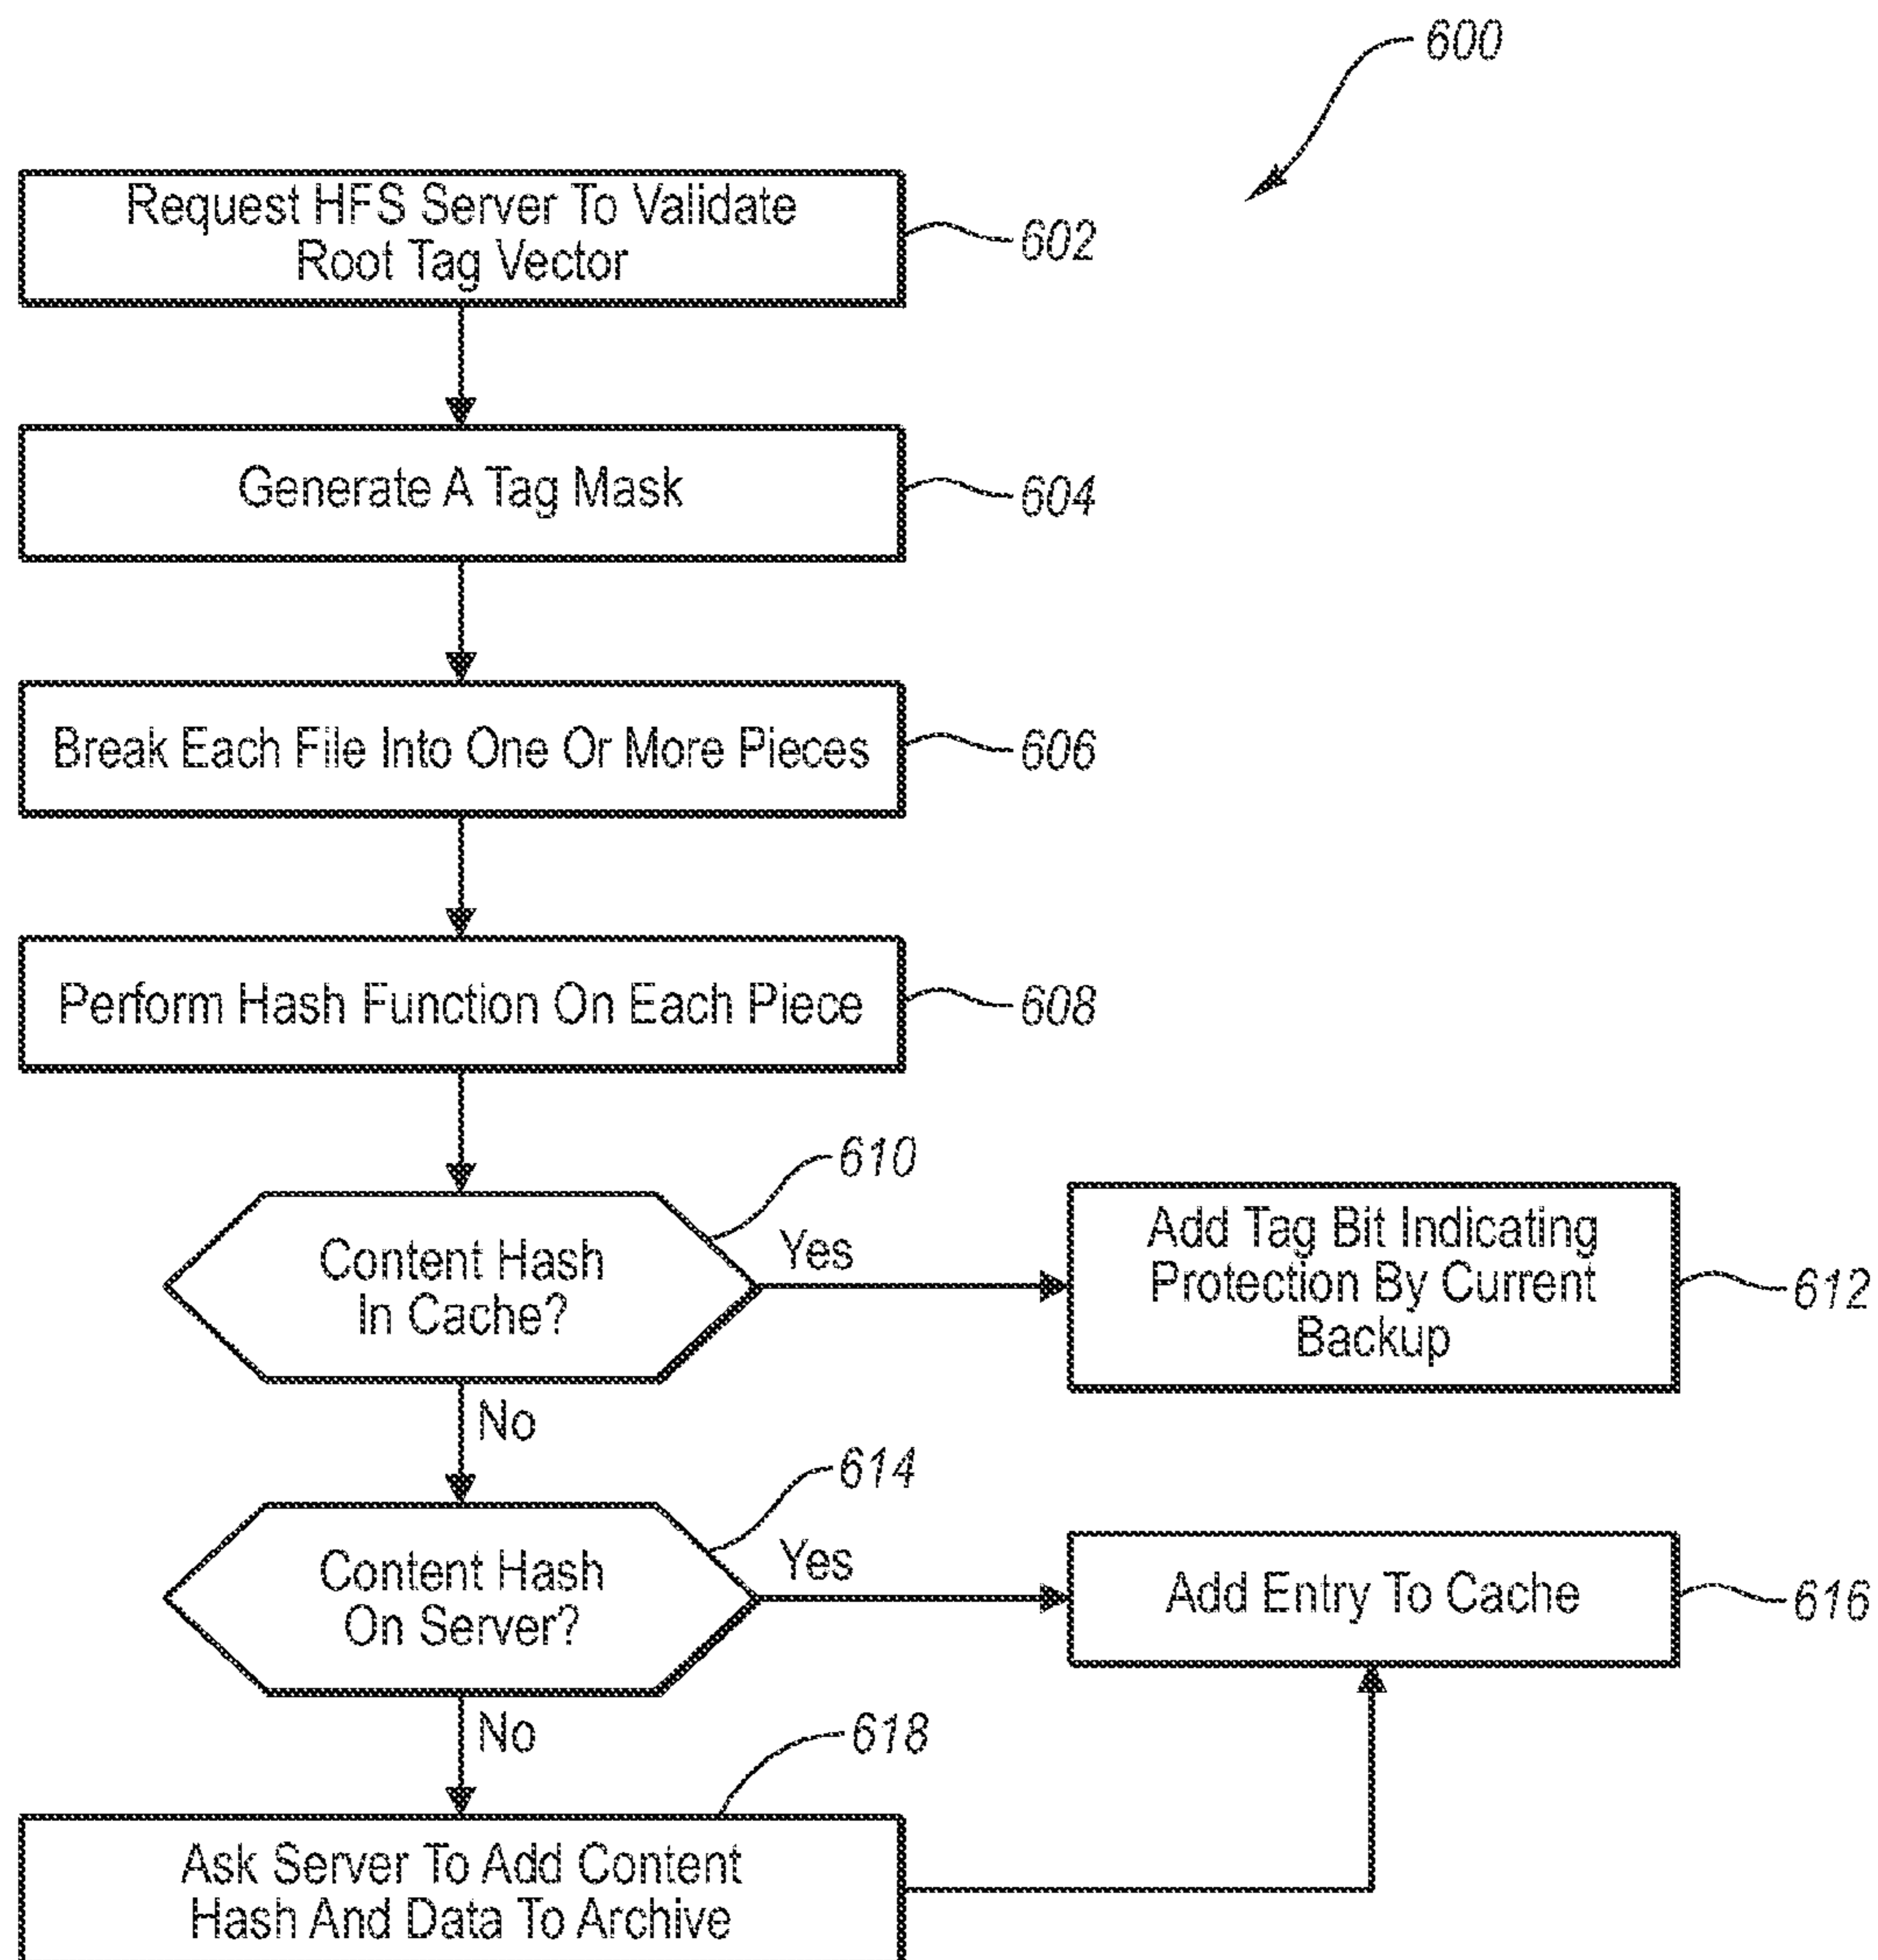 600
Request HFS Server To Validate
Root Tag Vector
602
Generate A Tag Mask
604
Break Each File Into One Or More Pieces
606
Perform Hash Function On Each Piece
608
610
Content Hash
In Cache?
Yes
Add Tag Bit Indicating
Protection By Current
Backup
612
No
614
Content Hash
On Server?
Yes
Add Entry To Cache
616
No
618
Ask Server To Add Content
Hash And Data To Archive